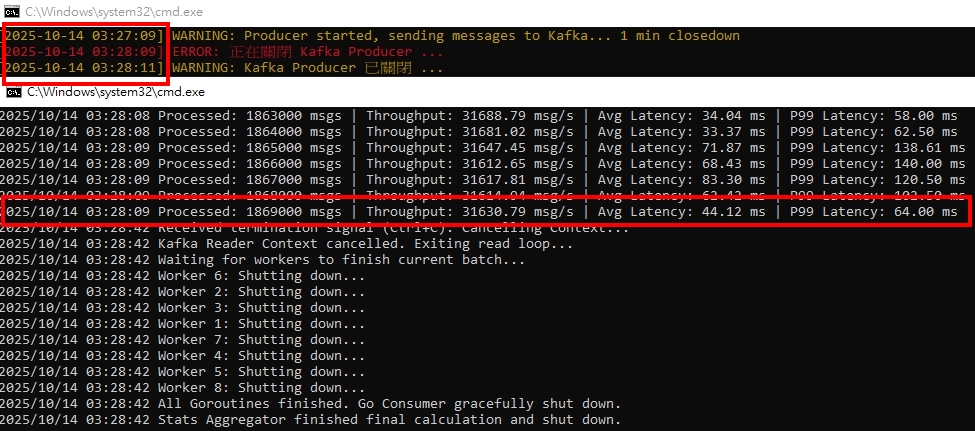 C:\Windows\system32\cmd.exe
2025-10-14 03:27:09] WARNING: Producer started, sending messages to Kafka... 1 min closedown
2025-10-14 03:28:09] ERROR: 正在關閉 Kafka Producer ...
2025-10-14 03:28:11] WARNING: Kafka Producer 已關閉 ...
C:\Windows\system32\cmd.exe
2025/10/14 03:28:08 Processed: 1863000 msgs | Throughput: 31688.79 msg/s | Avg Latency: 34.04 ms | P99 Latency: 58.00 ms
2025/10/14 03:28:08 Processed: 1864000 msgs | Throughput: 31681.02 msg/s | Avg Latency: 33.37 ms | P99 Latency: 62.50 ms
2025/10/14 03:28:09 Processed: 1865000 msgs | Throughput: 31647.45 msg/s | Avg Latency: 71.87 ms | P99 Latency: 138.61 ms
2025/10/14 03:28:09 Processed: 1866000 msgs | Throughput: 31612.65 msg/s | Avg Latency: 68.43 ms | P99 Latency: 140.00 ms
2025/10/14 03:28:09 Processed: 1867000 msgs | Throughput: 31617.81 msg/s | Avg Latency: 83.30 ms | P99 Latency: 120.50 ms
2025/10/14 03:28:09 Processed: 1868000 msgs | Throughput: 31614.94 msg/s | Avg Latency: 62.42 ms | P99 Latency: 102.50 ms
025/10/14 03:28:09 Processed: 1869000 msgs | Throughput: 31630.79 msg/s | Avg Latency: 44.12 ms | P99 Latency: 64.00 ms
2025/10/14 03:28:42 Received termination signal (Ctrl+C). Cancelling Context...
2025/10/14 03:28:42 Kafka Reader Context cancelled. Exiting read loop...
2025/10/14 03:28:42 Waiting for workers to finish current batch...
2025/10/14 03:28:42 Worker 6: Shutting down...
2025/10/14 03:28:42 Worker 2: Shutting down...
2025/10/14 03:28:42 Worker 3: Shutting down...
2025/10/14 03:28:42 Worker 1: Shutting down...
2025/10/14 03:28:42 Worker 7: Shutting down...
2025/10/14 03:28:42 Worker 4: Shutting down...
2025/10/14 03:28:42 Worker 5: Shutting down...
2025/10/14 03:28:42 Worker 8: Shutting down...
2025/10/14 03:28:42 All Goroutines finished. Go Consumer gracefully shut down.
2025/10/14 03:28:42 Stats Aggregator finished final calculation and shut down.